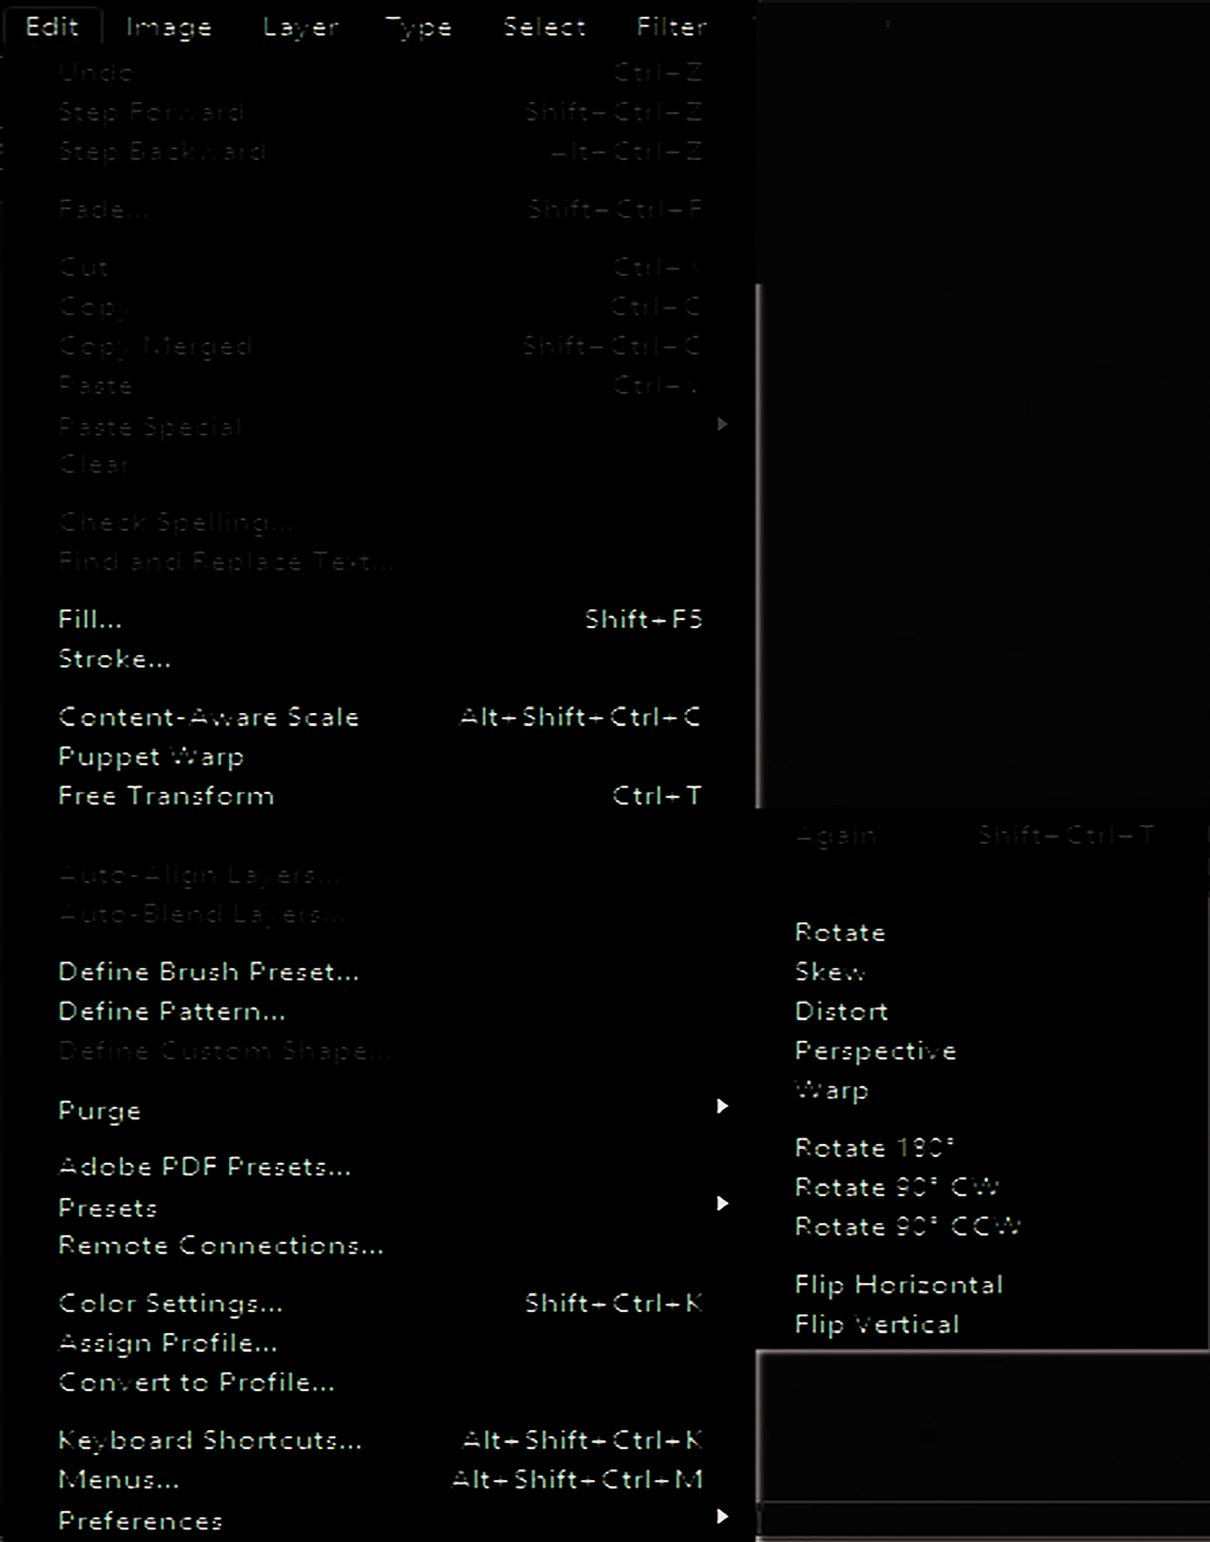 Edit Image Layer Type Select Filter
Undo Ctrl+Z
Step Forward Shift+Ctrl+Z
Step Backward Alt+Ctrl+Z
Fade... Shift+Ctrl+F
Cut Ctrl+X
Copy Ctrl+C
Copy Merged Shift+Ctrl+C
Paste Ctrl+V
Paste Special
Clear
Check Spelling...
Find and Replace Text...
Fill... Shift+F5
Stroke...
Content-Aware Scale Alt+Shift+Ctrl+C
Puppet Warp
Free Transform Ctrl+T
Auto-Align Layers...
Auto-Blend Layers...
Define Brush Preset...
Define Pattern...
Define Custom Shape...
Purge
Adobe PDF Presets...
Presets
Remote Connections...
Color Settings... Shift+Ctrl+K
Assign Profile...
Convert to Profile...
Keyboard Shortcuts... Alt+Shift+Ctrl+K
Menus... Alt+Shift+Ctrl+M
Preferences
Again Shift+Ctrl+T
Rotate
Skew
Distort
Perspective
Warp
Rotate 180°
Rotate 90° CW
Rotate 90° CCW
Flip Horizontal
Flip Vertical